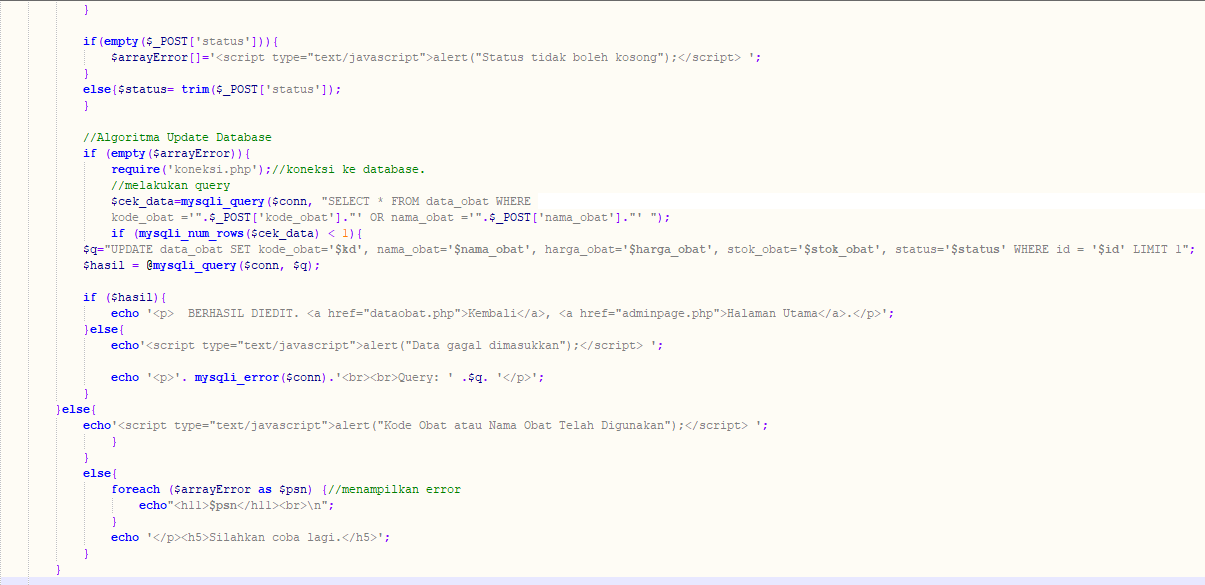 }
if(empty($_POST['status'])){
$arrayError[]='<script type="text/javascript">alert("Status tidak boleh kosong");</script> ';
}
else{$status= trim($_POST['status']);
}
//Algoritma Update Database
if (empty($arrayError)){
require('koneksi.php');//koneksi ke database.
//melakukan query
$cek_data=mysqli_query($conn, "SELECT * FROM data_obat WHERE
kode_obat ='".$_POST['kode_obat']."' OR nama_obat ='".$_POST['nama_obat']."' ");
if (mysqli_num_rows($cek_data) < 1){
$q="UPDATE data_obat SET kode_obat='$kd', nama_obat='$nama_obat', harga_obat='$harga_obat', stok_obat='$stok_obat', status='$status' WHERE id = '$id' LIMIT 1";
$hasil = @mysqli_query($conn, $q);
if ($hasil){
echo '<p>  BERHASIL DIEDIT. <a href="dataobat.php">Kembali</a>, <a href="adminpage.php">Halaman Utama</a>.</p>';
}else{
echo'<script type="text/javascript">alert("Data gagal dimasukkan");</script> ';
echo '<p>'. mysqli_error($conn).'<br><br>Query: ' .$q. '</p>';
}
}else{
echo'<script type="text/javascript">alert("Kode Obat atau Nama Obat Telah Digunakan");</script> ';
}
}
else{
foreach ($arrayError as $psn) {//menampilkan error
echo"<h11>$psn</h11><br>\n";
}
echo '</p><h5>Silahkan coba lagi.</h5>';
}
}